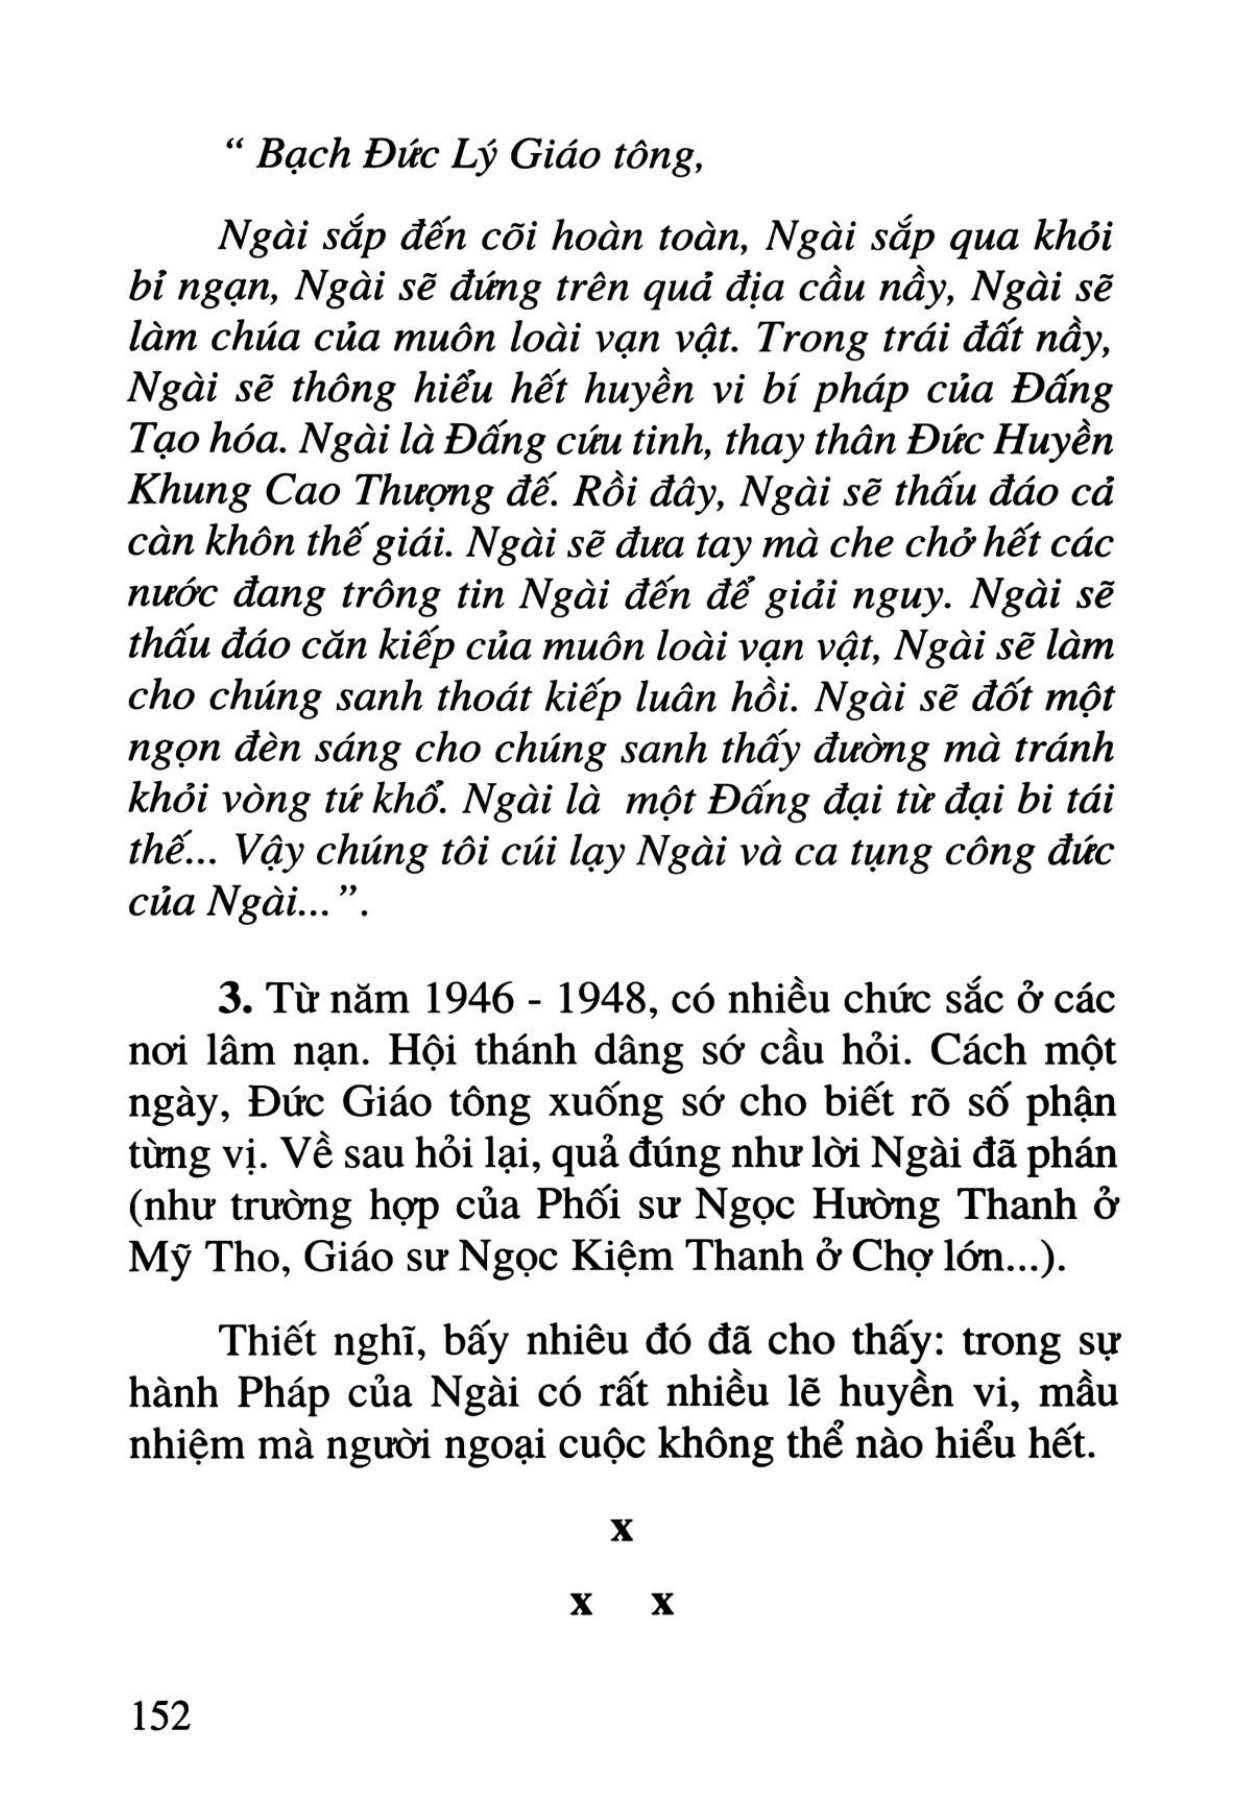 “ Bạch Đức Lý Giáo tông,
Ngài sắp đến cõi hoàn toàn, Ngài sắp qua khỏi
bỉ ngạn, Ngài sẽ đứng trên quả địa cầu nầy, Ngài sẽ
làm chúa của muôn loài vạn vật. Trong trái đất nầy,
Ngài sẽ thông hiểu hết huyền vi bí pháp của Đấng
Tạo hóa. Ngài là Đấng cứu tinh, thay thân Đức Huyền
Khung Cao Thượng đế. Rồi đây, Ngài sẽ thấu đáo cả
càn khôn thế giái. Ngài sẽ đưa tay mà che chở hết các
nước đang trông tin Ngài đến để giải nguy. Ngài sẽ
thấu đáo căn kiếp của muôn loài vạn vật, Ngài sẽ làm
cho chúng sanh thoát kiếp luân hồi. Ngài sẽ đốt một
ngọn đèn sáng cho chúng sanh thấy đường mà tránh
khỏi vòng tứ khổ. Ngài là một Đấng đại từ đại bi tái
thế... Vậy chúng tôi cúi lạy Ngài và ca tụng công đức
của Ngài... ”.
3. Từ năm 1946 - 1948, có nhiều chức sắc ở các
nơi lâm nạn. Hội thánh dâng sớ cầu hỏi. Cách một
ngày, Đức Giáo tông xuống sớ cho biết rõ số phận
từng vị. Về sau hỏi lại, quả đúng như lời Ngài đã phán
(như trường hợp của Phối sư Ngọc Hường Thanh ở
Mỹ Tho, Giáo sư Ngọc Kiệm Thanh ở Chợ lớn...).
Thiết nghĩ, bấy nhiêu đó đã cho thấy: trong sự
hành Pháp của Ngài có rất nhiều lẽ huyền vi, mầu
nhiệm mà người ngoại cuộc không thể nào hiểu hết.
x
x x
152